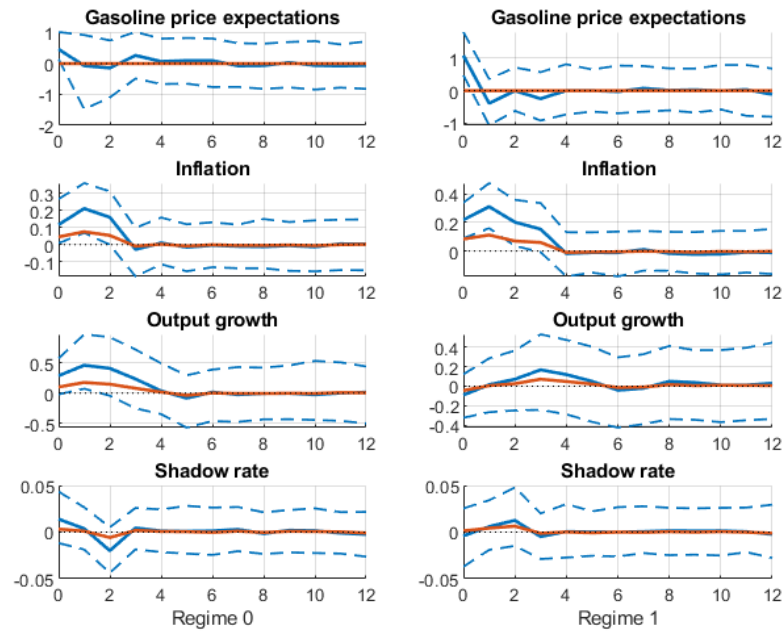 Gasoline price expectations
1
0
-1
-2
0 2 4 6 8 10 12
Inflation
0.3
0.2
0.1
0
-0.1
0 2 4 6 8 10 12
Output growth
0.5
0
-0.5
0 2 4 6 8 10 12
Shadow rate
0.05
0
-0.05
0 2 4 6 8 10 12
Regime 0
Gasoline price expectations
1
0
-1
0 2 4 6 8 10 12
Inflation
0.4
0.2
0
0 2 4 6 8 10 12
Output growth
0.4
0.2
0
-0.2
-0.4
0 2 4 6 8 10 12
Shadow rate
0.05
0
-0.05
0 2 4 6 8 10 12
Regime 1